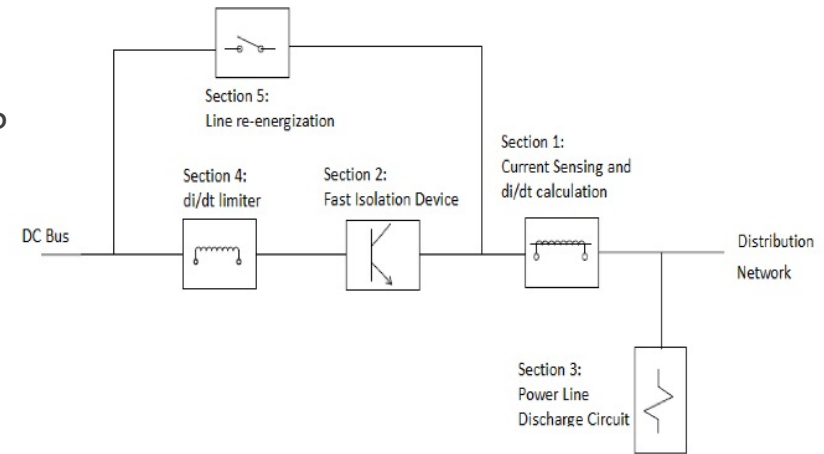 Section 5:
Line re-energization
Section 1:
Current Sensing and
di/dt calculation
Section 4:
di/dt limiter
Section 2:
Fast Isolation Device
DC Bus
Distribution
Network
Section 3:
Power Line
Discharge Circuit